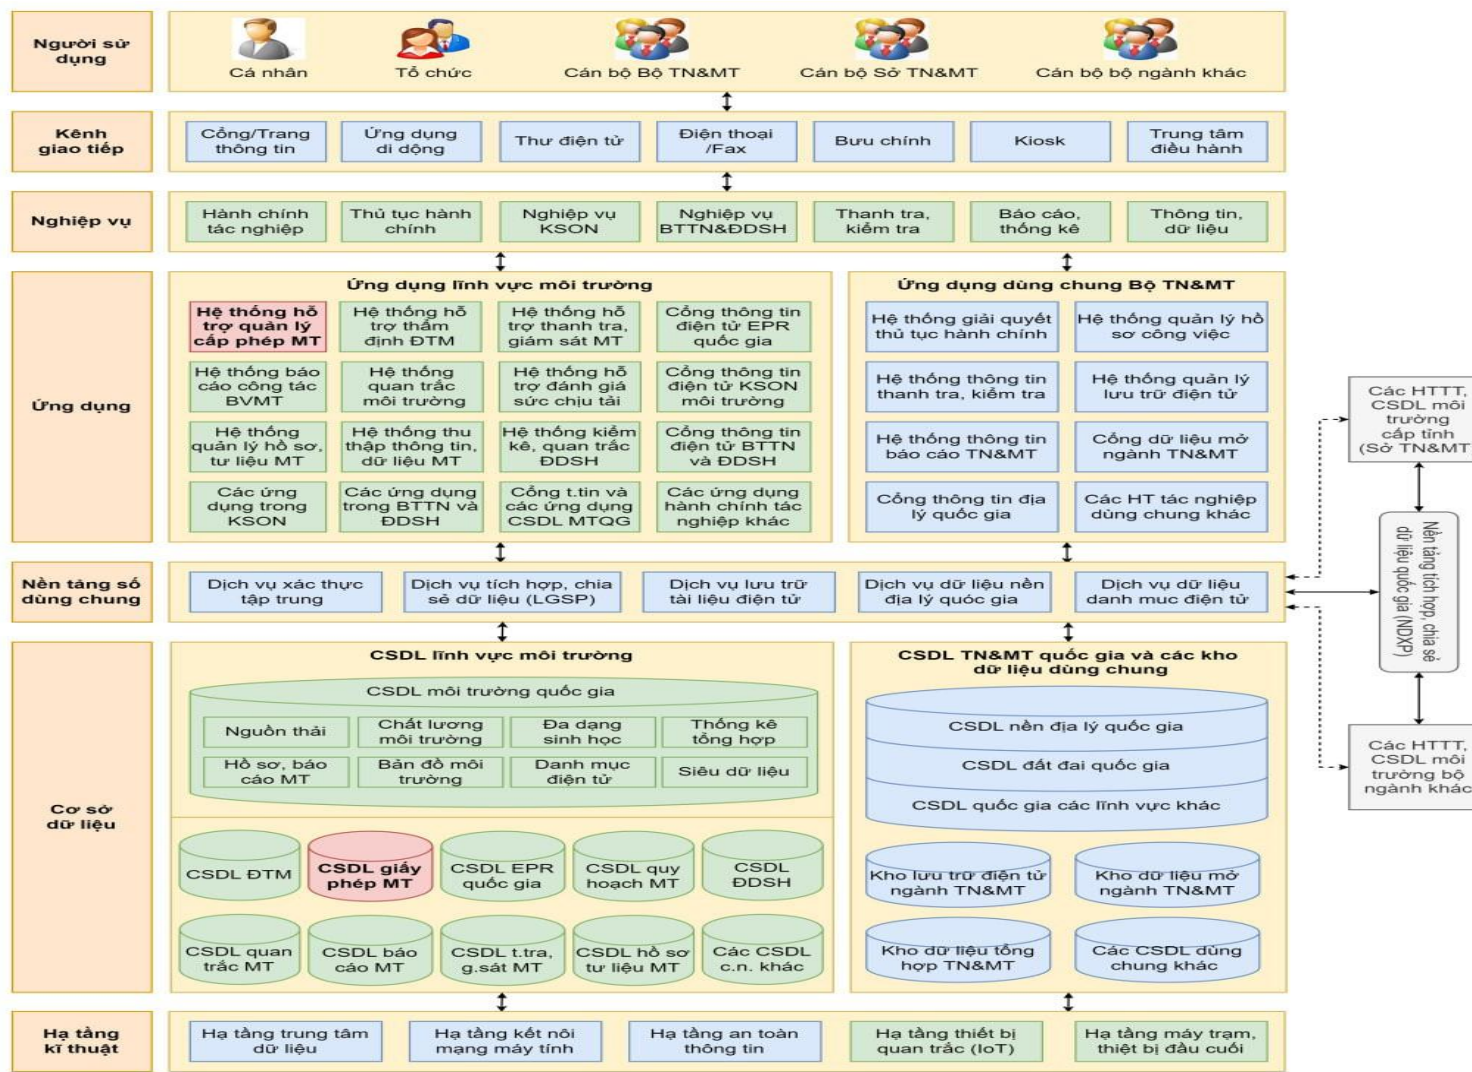 Người sử
dụng
Cá nhân
Tổ chức
Cán bộ Bộ TN&MT
Cán bộ Sở TN&MT
Cán bộ bộ ngành khác
Kênh
giao tiếp
Cổng/Trang
thông tin
Ứng dụng
di dộng
Thư điện tử
Điện thoại
/Fax
Bưu chính
Kiosk
Trung tâm
điều hành
Nghiệp vụ
Hành chính
tác nghiệp
Thủ tục hành
chính
Nghiệp vụ
KSON
Nghiệp vụ
BTTN&ĐDSH
Thanh tra,
kiểm tra
Báo cáo,
thống kê
Thông tin,
dữ liệu
Ứng dụng
Ứng dụng lĩnh vực môi trường
Hệ thống hỗ
trợ quản lý
cấp phép MT
Hệ thống hỗ
trợ thẩm
định ĐTM
Hệ thống hỗ
trợ thanh tra,
giám sát MT
Cổng thông tin
điện tử EPR
quốc gia
Hệ thống báo
cáo công tác
BVMT
Hệ thống
quan trắc
môi trường
Hệ thống hỗ
trợ đánh giá
sức chịu tải
Cổng thông tin
điện tử KSON
môi trường
Hệ thống
quản lý hồ sơ,
tư liệu MT
Hệ thống thu
thập thông tin,
dữ liệu MT
Hệ thống kiểm
kê, quan trắc
ĐDSH
Cổng thông tin
điện tử BTTN
và ĐDSH
Các ứng
dụng trong
KSON
Các ứng dụng
trong BTTN và
ĐDSH
Cổng t.tin và
các ứng dụng
CSDL MTQG
Các ứng dụng
hành chính tác
nghiệp khác
Ứng dụng dùng chung Bộ TN&MT
Hệ thống giải quyết
thủ tục hành chính
Hệ thống quản lý hồ
sơ công việc
Hệ thống thông tin
thanh tra, kiểm tra
Hệ thống quản lý
lưu trữ điện tử
Hệ thống thông tin
báo cáo TN&MT
Cổng dữ liệu mở
ngành TN&MT
Cổng thông tin địa
lý quốc gia
Các HT tác nghiệp
dùng chung khác
Nền tảng số
dùng chung
Dịch vụ xác thực
tập trung
Dịch vụ tích hợp, chia
sẻ dữ liệu (LGSP)
Dịch vụ lưu trữ
tài liệu điện tử
Dịch vụ dữ liệu nền
địa lý quốc gia
Dịch vụ dữ liệu
danh mục điện tử
Cơ sở
dữ liệu
CSDL lĩnh vực môi trường
CSDL môi trường quốc gia
Nguồn thải
Chất lượng
môi trường
Đa dạng
sinh học
Thống kê
tổng hợp
Hồ sơ, báo
cáo MT
Bản đồ môi
trường
Danh mục
điện tử
Siêu dữ liệu
CSDL ĐTM
CSDL giấy
phép MT
CSDL EPR
quốc gia
CSDL quy
hoạch MT
CSDL
ĐDSH
CSDL quan
trắc MT
CSDL báo
cáo MT
CSDL t.tra,
g.sát MT
CSDL hồ sơ
tư liệu MT
Các CSDL
c.n. khác
CSDL TN&MT quốc gia và các kho
dữ liệu dùng chung
CSDL nền địa lý quốc gia
CSDL đất đai quốc gia
CSDL quốc gia các lĩnh vực khác
Kho lưu trữ điện tử
ngành TN&MT
Kho dữ liệu mở
ngành TN&MT
Kho dữ liệu tổng
hợp TN&MT
Các CSDL dùng
chung khác
Hạ tầng
kĩ thuật
Hạ tầng trung tâm
dữ liệu
Hạ tầng kết nối
mạng máy tính
Hạ tầng an toàn
thông tin
Hạ tầng thiết bị
quan trắc (IoT)
Hạ tầng máy trạm,
thiết bị đầu cuối
Các HTTT,
CSDL môi
trường
cấp tỉnh
(Sở TN&MT
Nền tảng tích hợp, chia sẻ
dữ liệu quốc gia (NDXP)
Các HTTT,
CSDL môi
trường bộ
ngành khác